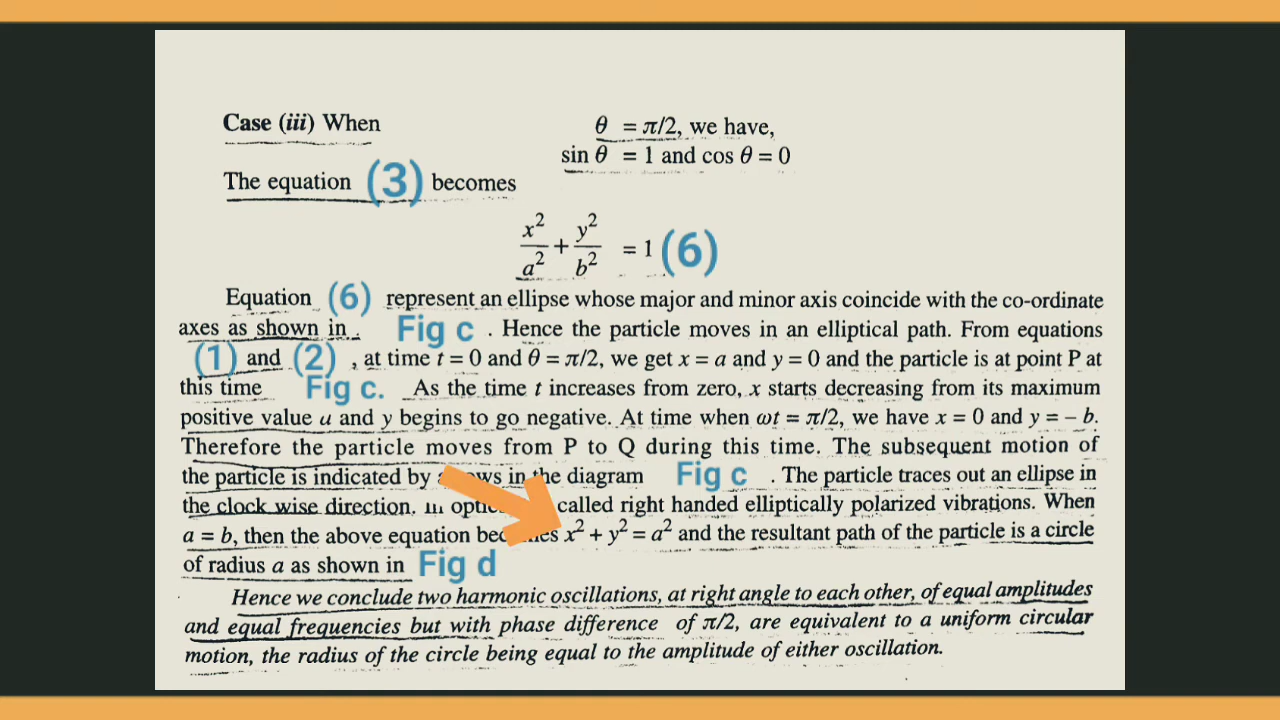 Case (iii) When θ = π/2, we have,
sin θ = 1 and cos θ = 0
The equation (3) becomes
x²/a² + y²/b² = 1 (6)
Equation (6) represent an ellipse whose major and minor axis coincide with the co-ordinate
axes as shown in . Fig c . Hence the particle moves in an elliptical path. From equations
(1) and (2) , at time t = 0 and θ = π/2, we get x = a and y = 0 and the particle is at point P at
this time Fig c. As the time t increases from zero, x starts decreasing from its maximum
positive value a and y begins to go negative. At time when ωt = π/2, we have x = 0 and y = – b.
Therefore the particle moves from P to Q during this time. The subsequent motion of
the particle is indicated by in the diagram Fig c . The particle traces out an ellipse in
the clock wise direction. In called right handed elliptically polarized vibrations. When
a = b, then the above equation x² + y² = a² and the resultant path of the particle is a circle
of radius a as shown in Fig d
Hence we conclude two harmonic oscillations, at right angle to each other, of equal amplitudes
and equal frequencies but with phase difference of π/2, are equivalent to a uniform circular
motion, the radius of the circle being equal to the amplitude of either oscillation.